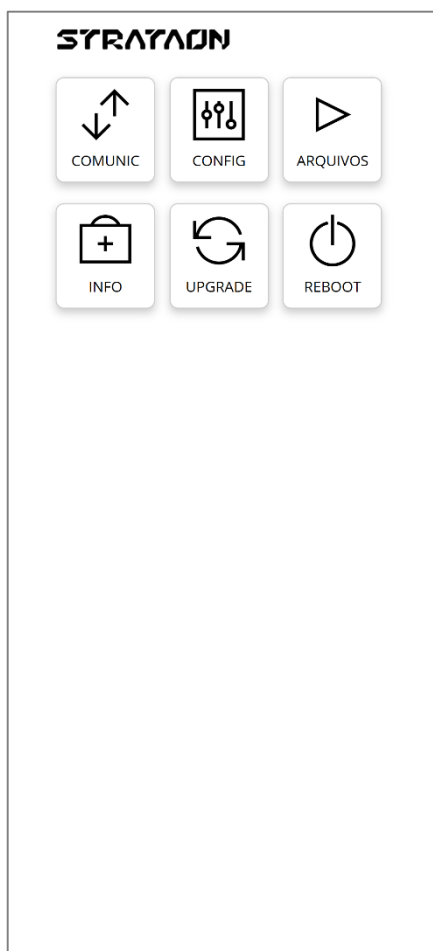 STRATAON
COMUNIC
CONFIG
ARQUIVOS
INFO
UPGRADE
REBOOT